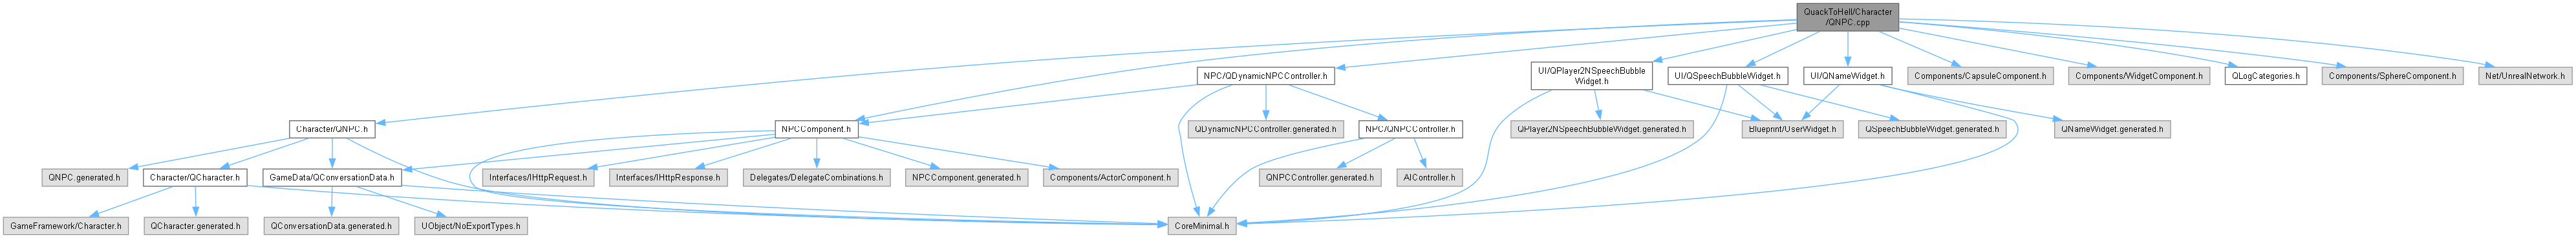 QuackToHell/Character
/QNPC.cpp
NPC/QDynamicNPCController.h
UI/QPlayer2NSpeechBubble
Widget.h
UI/QSpeechBubbleWidget.h
UI/QNameWidget.h
Components/CapsuleComponent.h
Components/WidgetComponent.h
QLogCategories.h
Components/SphereComponent.h
Net/UnrealNetwork.h
Character/QNPC.h
NPCComponent.h
QDynamicNPCController.generated.h
NPC/QNPCController.h
QPlayer2NSpeechBubbleWidget.generated.h
Blueprint/UserWidget.h
QSpeechBubbleWidget.generated.h
QNameWidget.generated.h
QNPC.generated.h
Character/QCharacter.h
GameData/QConversationData.h
Interfaces/IHttpRequest.h
Interfaces/IHttpResponse.h
Delegates/DelegateCombinations.h
NPCComponent.generated.h
Components/ActorComponent.h
QNPCController.generated.h
AIController.h
GameFramework/Character.h
QCharacter.generated.h
QConversationData.generated.h
UObject/NoExportTypes.h
CoreMinimal.h